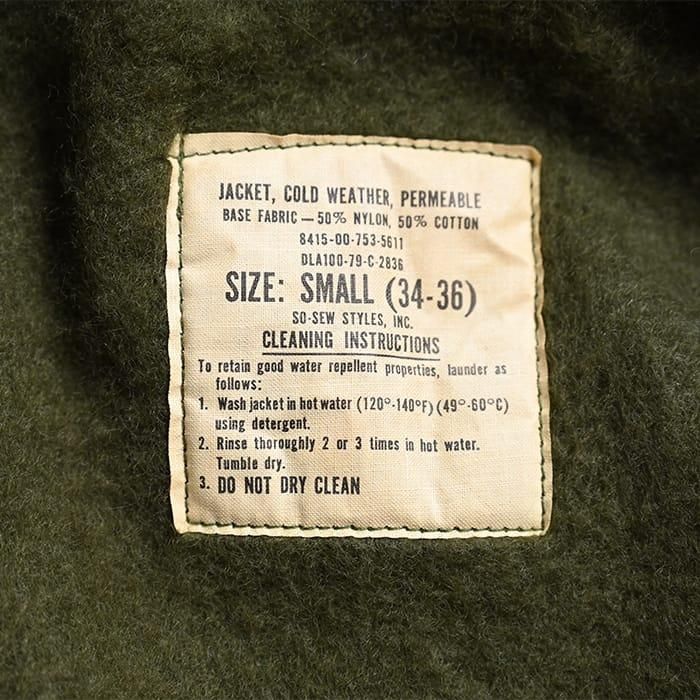 JACKET, COLD WEATHER, PERMEABLE
BASE FABRIC — 50% NYLON, 50% COTTON
8415-00-753-5611
DLA100-79-C-2836
SIZE: SMALL (34-36)
SO-SEW STYLES, INC.
CLEANING INSTRUCTIONS
To retain good water repellent properties, launder as
follows:
1. Wash jacket in hot water (120°-140°F) (49°-60°C)
using detergent.
2. Rinse thoroughly 2 or 3 times in hot water.
Tumble dry.
3. DO NOT DRY CLEAN